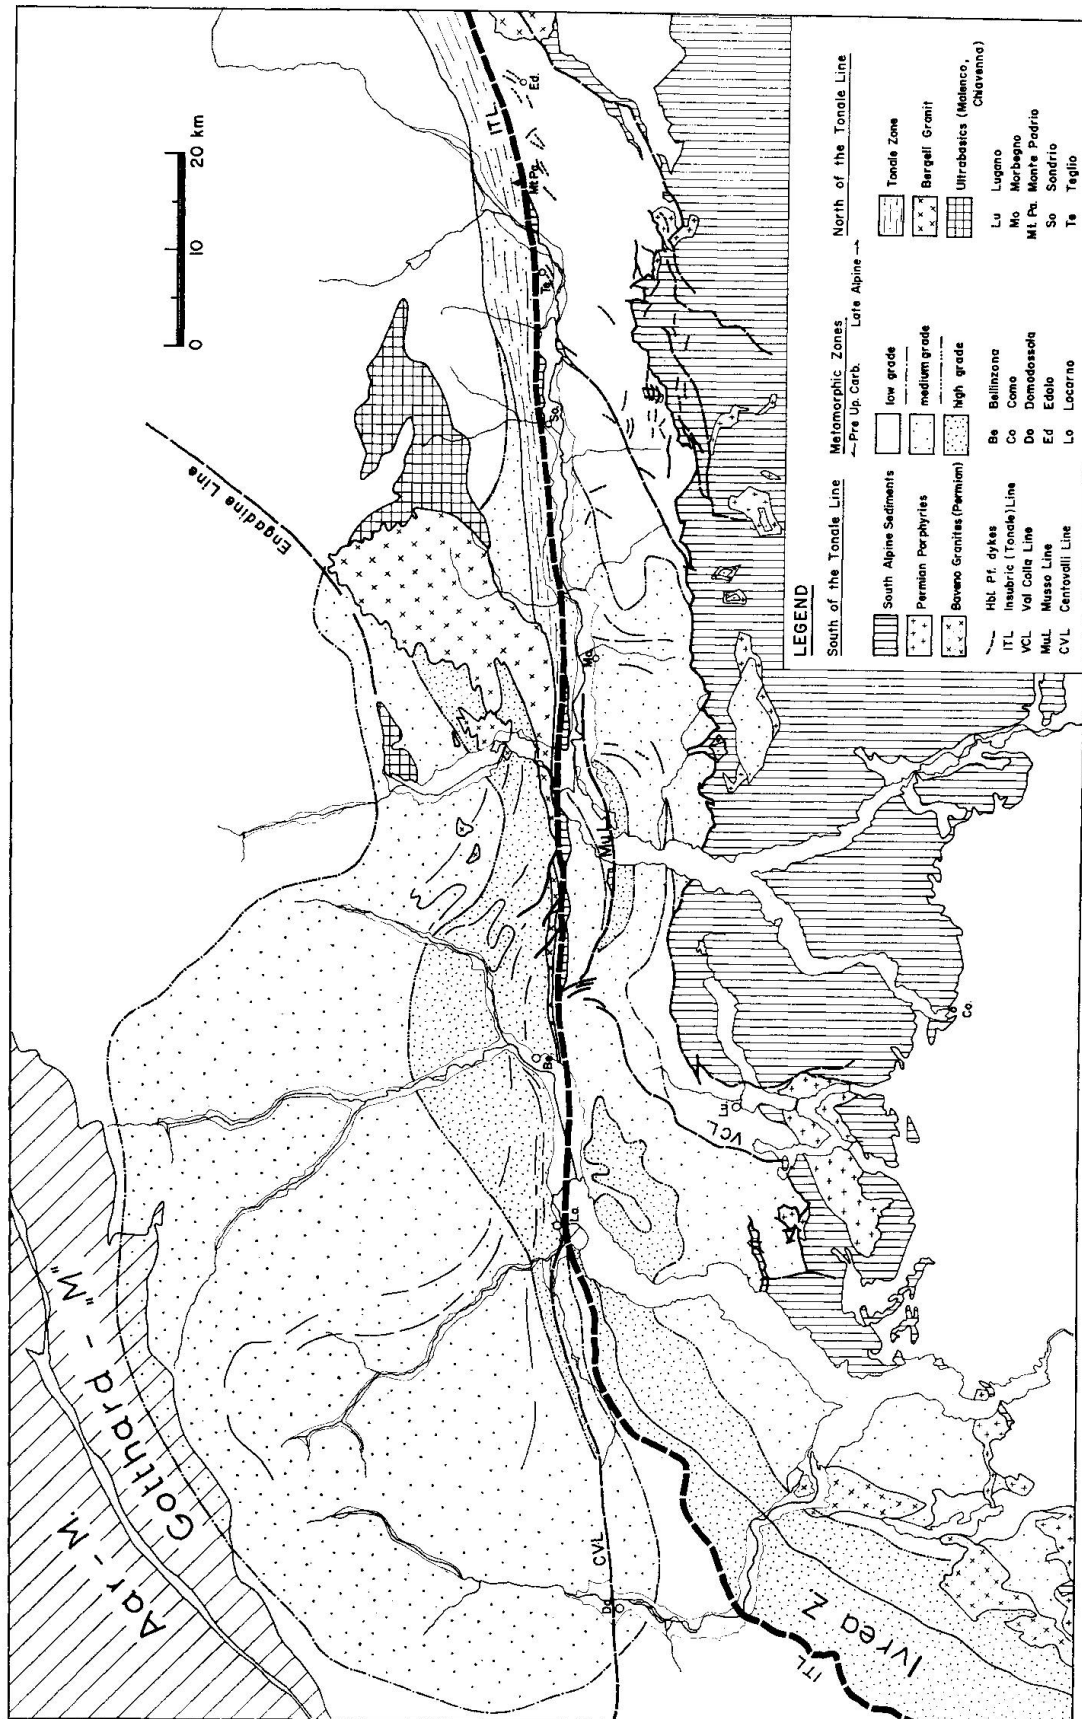 Aar - M.
Gotthard - „M"
Engadine Line
0 10 20 km
ITL
Mt Pa.
Ed.
Te.
So.
Mo.
MuL
Be.
Lo.
VCL
CVL
Do.
Co.
ITL
Ivrea Z.
LEGEND
South of the Tonale Line
South Alpine Sediments
Permian Porphyries
Baveno Granites (Permian)
Hbl. Pf. dykes
ITL Insubric (Tonale) Line
VCL Val Colla Line
MuL Musso Line
CVL Centovalli Line
Metamorphic Zones
←Pre Up. Carb. Late Alpine→
low grade
medium grade
high grade
Be Bellinzona
Co Como
Do Domodossola
Ed Edolo
Lo Locarno
North of the Tonale Line
Tonale Zone
Bergell Granit
Ultrabasics (Malenco,
Chiavenna)
Lu Lugano
Mo Morbegno
Mt. Pa. Monte Padrio
So Sondrio
Te Teglio